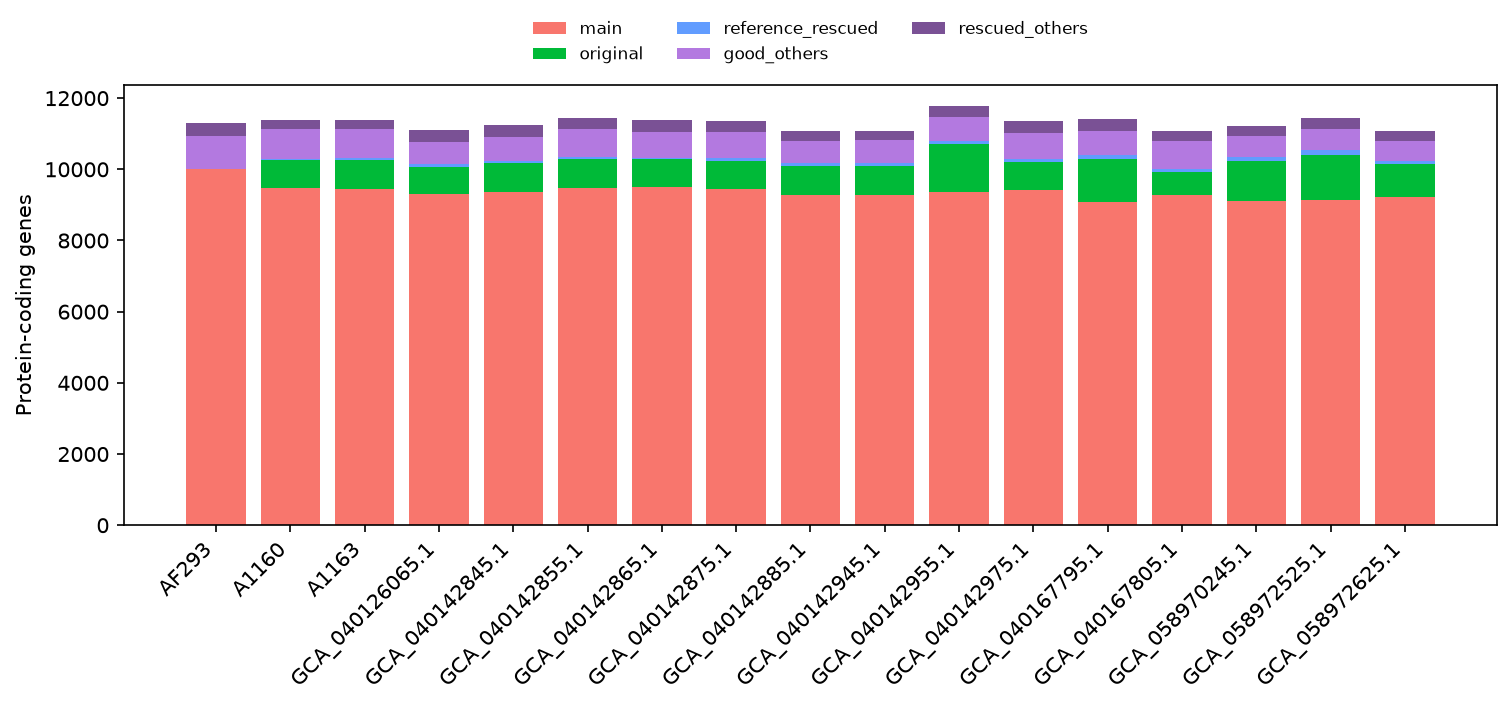 main
original
reference_rescued
good_others
rescued_others
Protein-coding genes
12000
10000
8000
6000
4000
2000
0
AF293
A1160
A1163
GCA_040126065.1
GCA_040142845.1
GCA_040142855.1
GCA_040142865.1
GCA_040142875.1
GCA_040142885.1
GCA_040142945.1
GCA_040142955.1
GCA_040142975.1
GCA_040167795.1
GCA_040167805.1
GCA_058970245.1
GCA_058972525.1
GCA_058972625.1